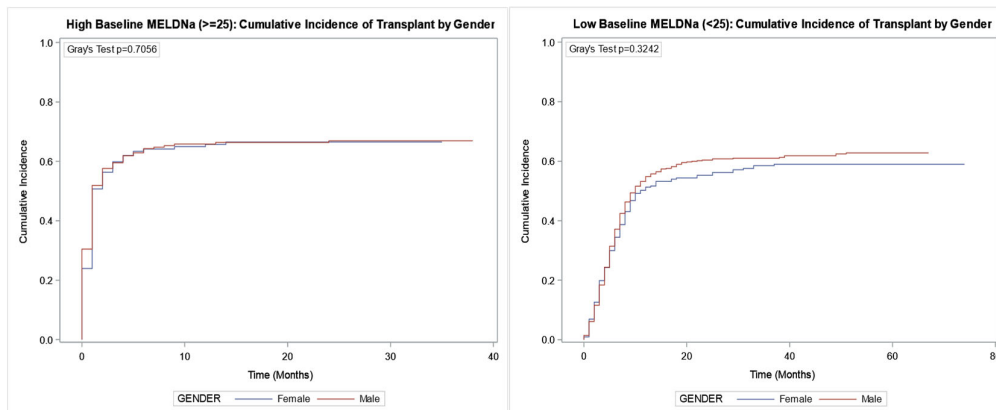 High Baseline MELDNa (>=25): Cumulative Incidence of Transplant by Gender
Gray's Test p=0.7056
1.0
0.8
0.6
0.4
0.2
0.0
Cumulative Incidence
0 10 20 30 40
Time (Months)
GENDER Female Male
Low Baseline MELDNa (<25): Cumulative Incidence of Transplant by Gender
Gray's Test p=0.3242
1.0
0.8
0.6
0.4
0.2
0.0
Cumulative Incidence
0 20 40 60 80
Time (Months)
GENDER Female Male